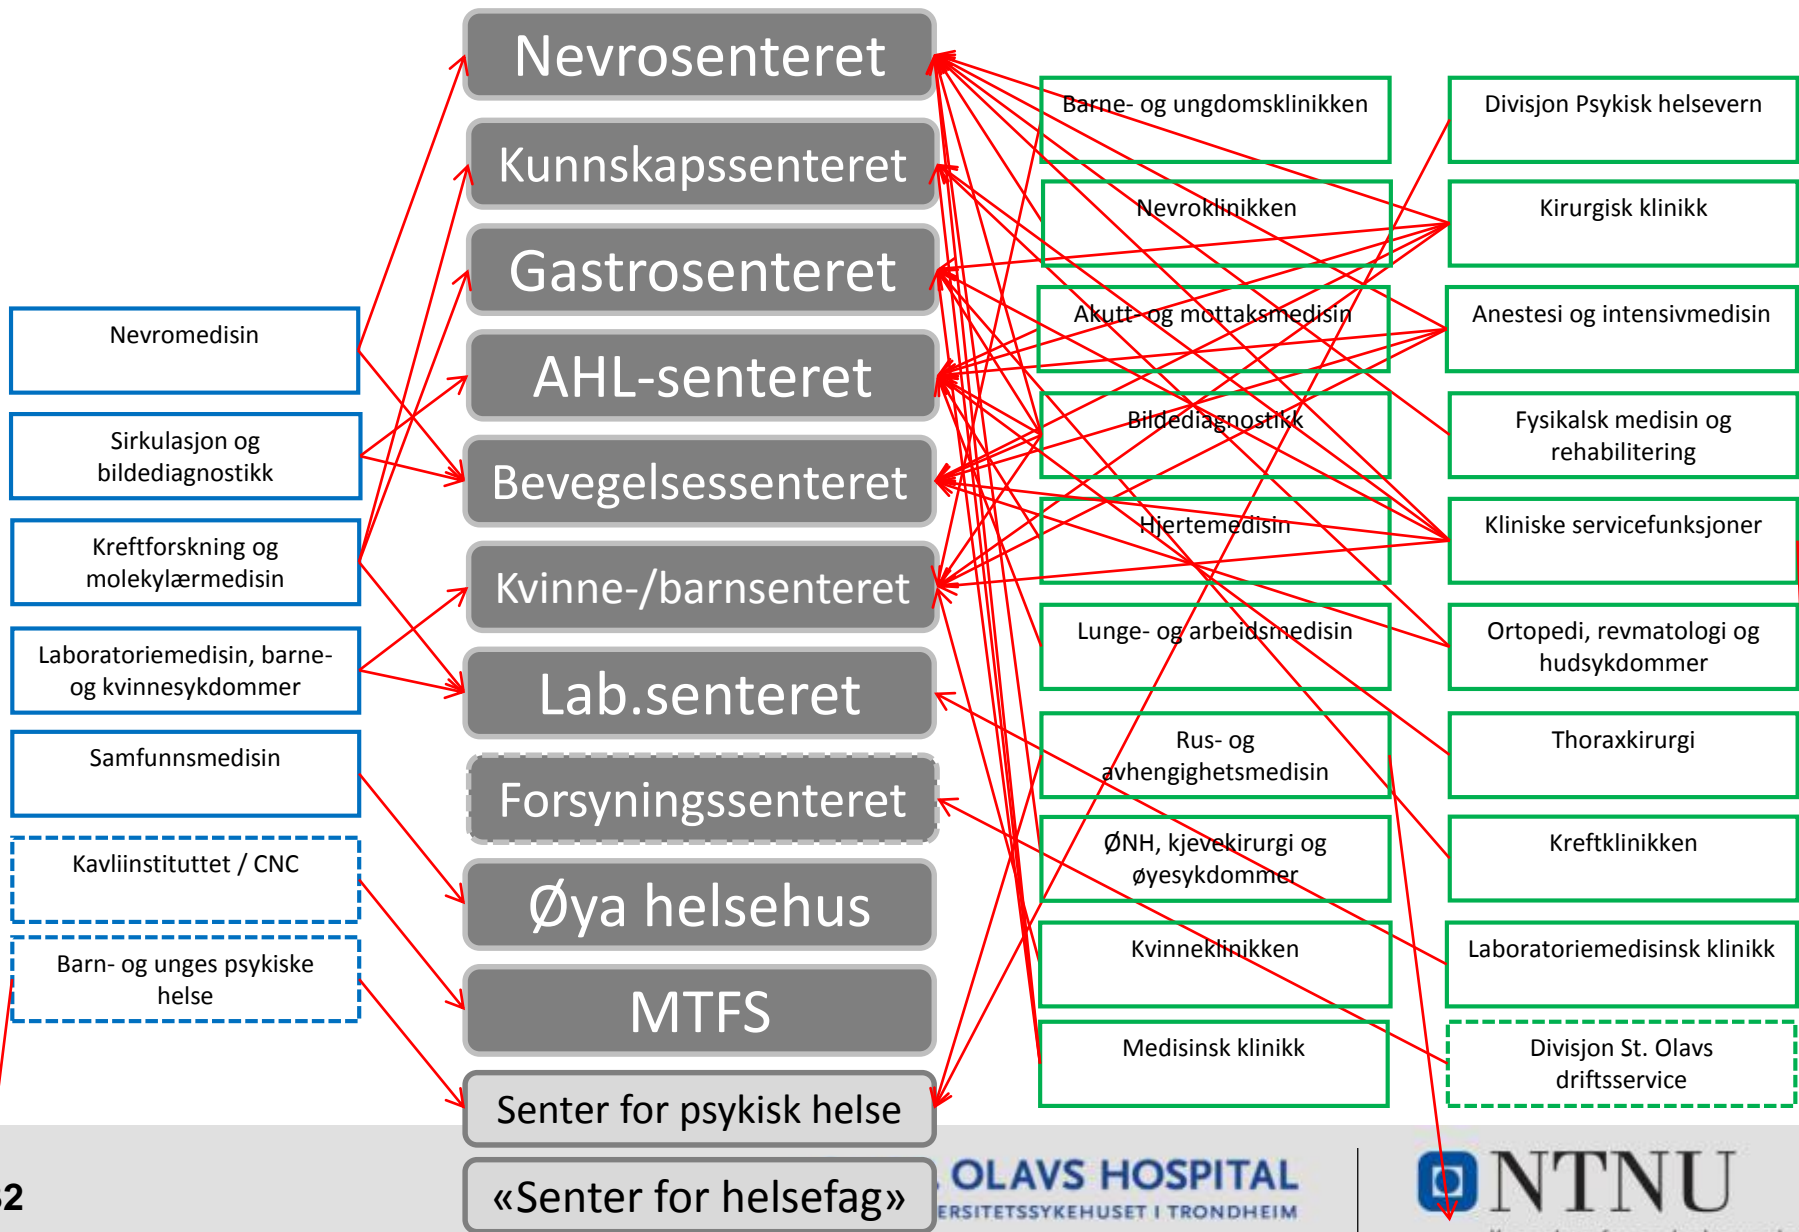 Nevrosenteret
Kunnskapssenteret
Gastrosenteret
AHL-senteret
Bevegelsessenteret
Kvinne-/barnsenteret
Lab.senteret
Forsyningssenteret
Øya helsehus
MTFS
Senter for psykisk helse
«Senter for helsefag»
Nevromedisin
Sirkulasjon og
bildediagnostikk
Kreftforskning og
molekylærmedisin
Laboratoriemedisin, barne-
og kvinnesykdommer
Samfunnsmedisin
Kavliinstituttet / CNC
Barn- og unges psykiske
helse
Barne- og ungdomsklinikken
Nevroklinikken
Akutt- og mottaksmedisin
Bildediagnostikk
Hjertemedisin
Lunge- og arbeidsmedisin
Rus- og
avhengighetsmedisin
ØNH, kjevekirurgi og
øyesykdommer
Kvinneklinikken
Medisinsk klinikk
Divisjon Psykisk helsevern
Kirurgisk klinikk
Anestesi og intensivmedisin
Fysikalsk medisin og
rehabilitering
Kliniske servicefunksjoner
Ortopedi, revmatologi og
hudsykdommer
Thoraxkirurgi
Kreftklinikken
Laboratoriemedisinsk klinikk
Divisjon St. Olavs
driftsservice
OLAVS HOSPITAL
ERSITETSSYKEHUSET I TRONDHEIM
NTNU